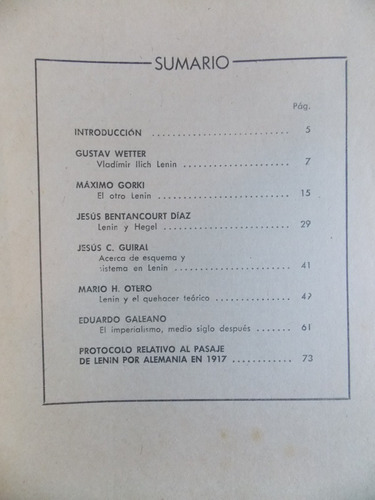 SUMARIO
Pág.
INTRODUCCIÓN ............... 5
GUSTAV WETTER
Vladímir Ilich Lenin ............... 7
MÁXIMO GORKI
El otro Lenin ............... 15
JESÚS BENTANCOURT DÍAZ
Lenin y Hegel ............... 29
JESÚS C. GUIRAL
Acerca de esquema y
sistema en Lenin ............... 41
MARIO H. OTERO
Lenin y el quehacer teórico ....... 49
EDUARDO GALEANO
El imperialismo, medio siglo después ....... 61
PROTOCOLO RELATIVO AL PASAJE
DE LENIN POR ALEMANIA EN 1917 ............ 73